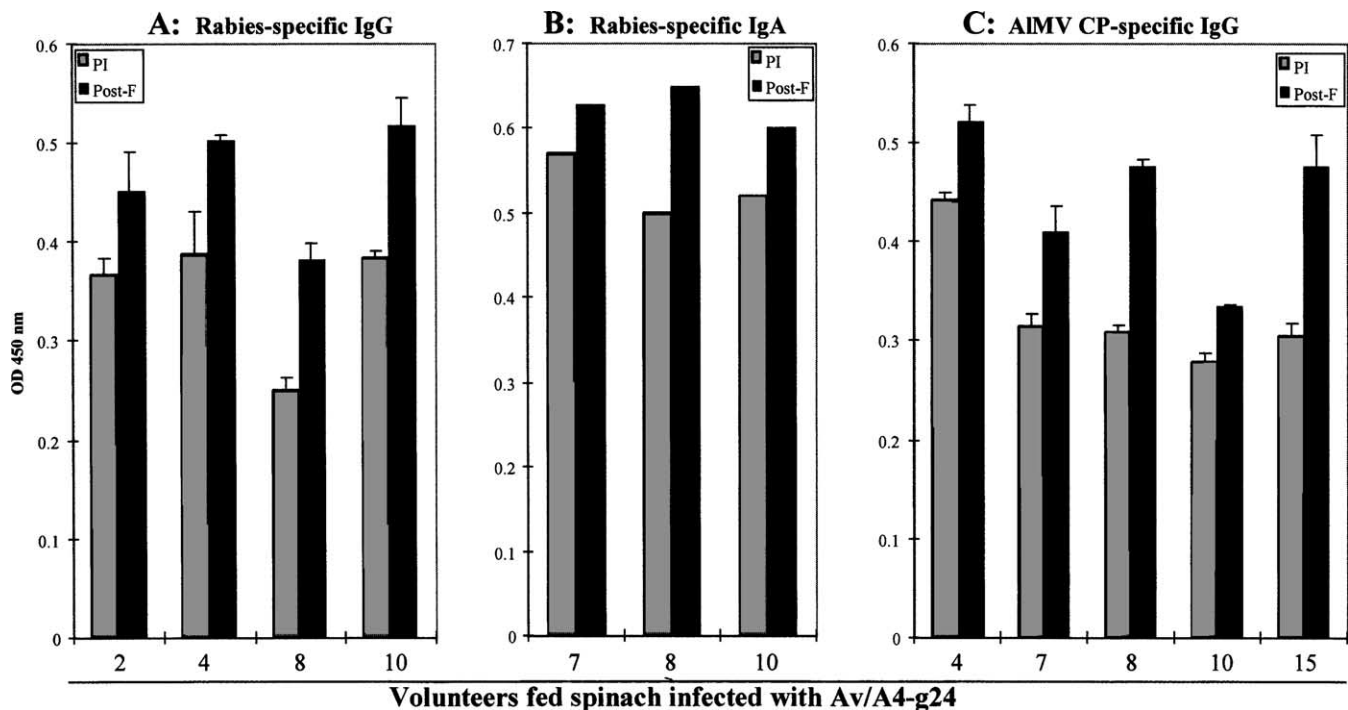 A: Rabies-specific IgG
B: Rabies-specific IgA
C: AlMV CP-specific IgG
OD 450 nm
0.6
0.5
0.4
0.3
0.2
0.1
0
PI
Post-F
2 4 8 10
0.7
0.6
0.5
0.4
0.3
0.2
0.1
0
PI
Post-F
7 8 10
0.6
0.5
0.4
0.3
0.2
0.1
0
PI
Post-F
4 7 8 10 15
Volunteers fed spinach infected with Av/A4-g24